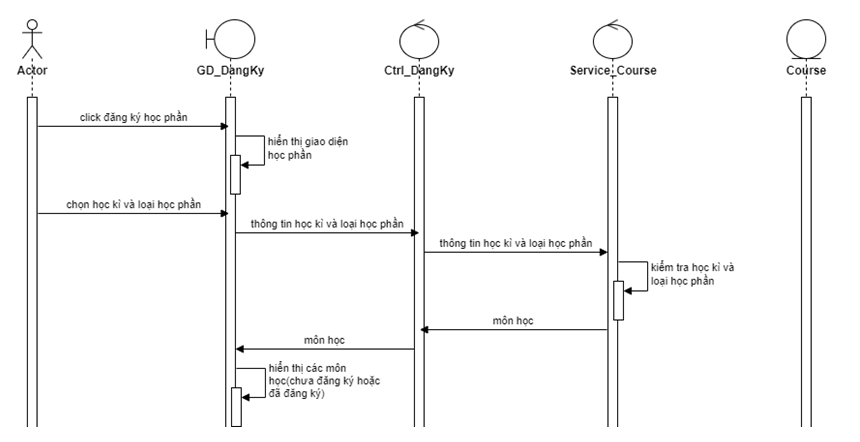 Actor
GD_DangKy
Ctrl_DangKy
Service_Course
Course
click đăng ký học phần
hiển thị giao diện
học phần
chọn học kì và loại học phần
thông tin học kì và loại học phần
thông tin học kì và loại học phần
kiểm tra học kì và
loại học phần
môn học
môn học
hiển thị các môn
học(chưa đăng ký hoặc
đã đăng ký)